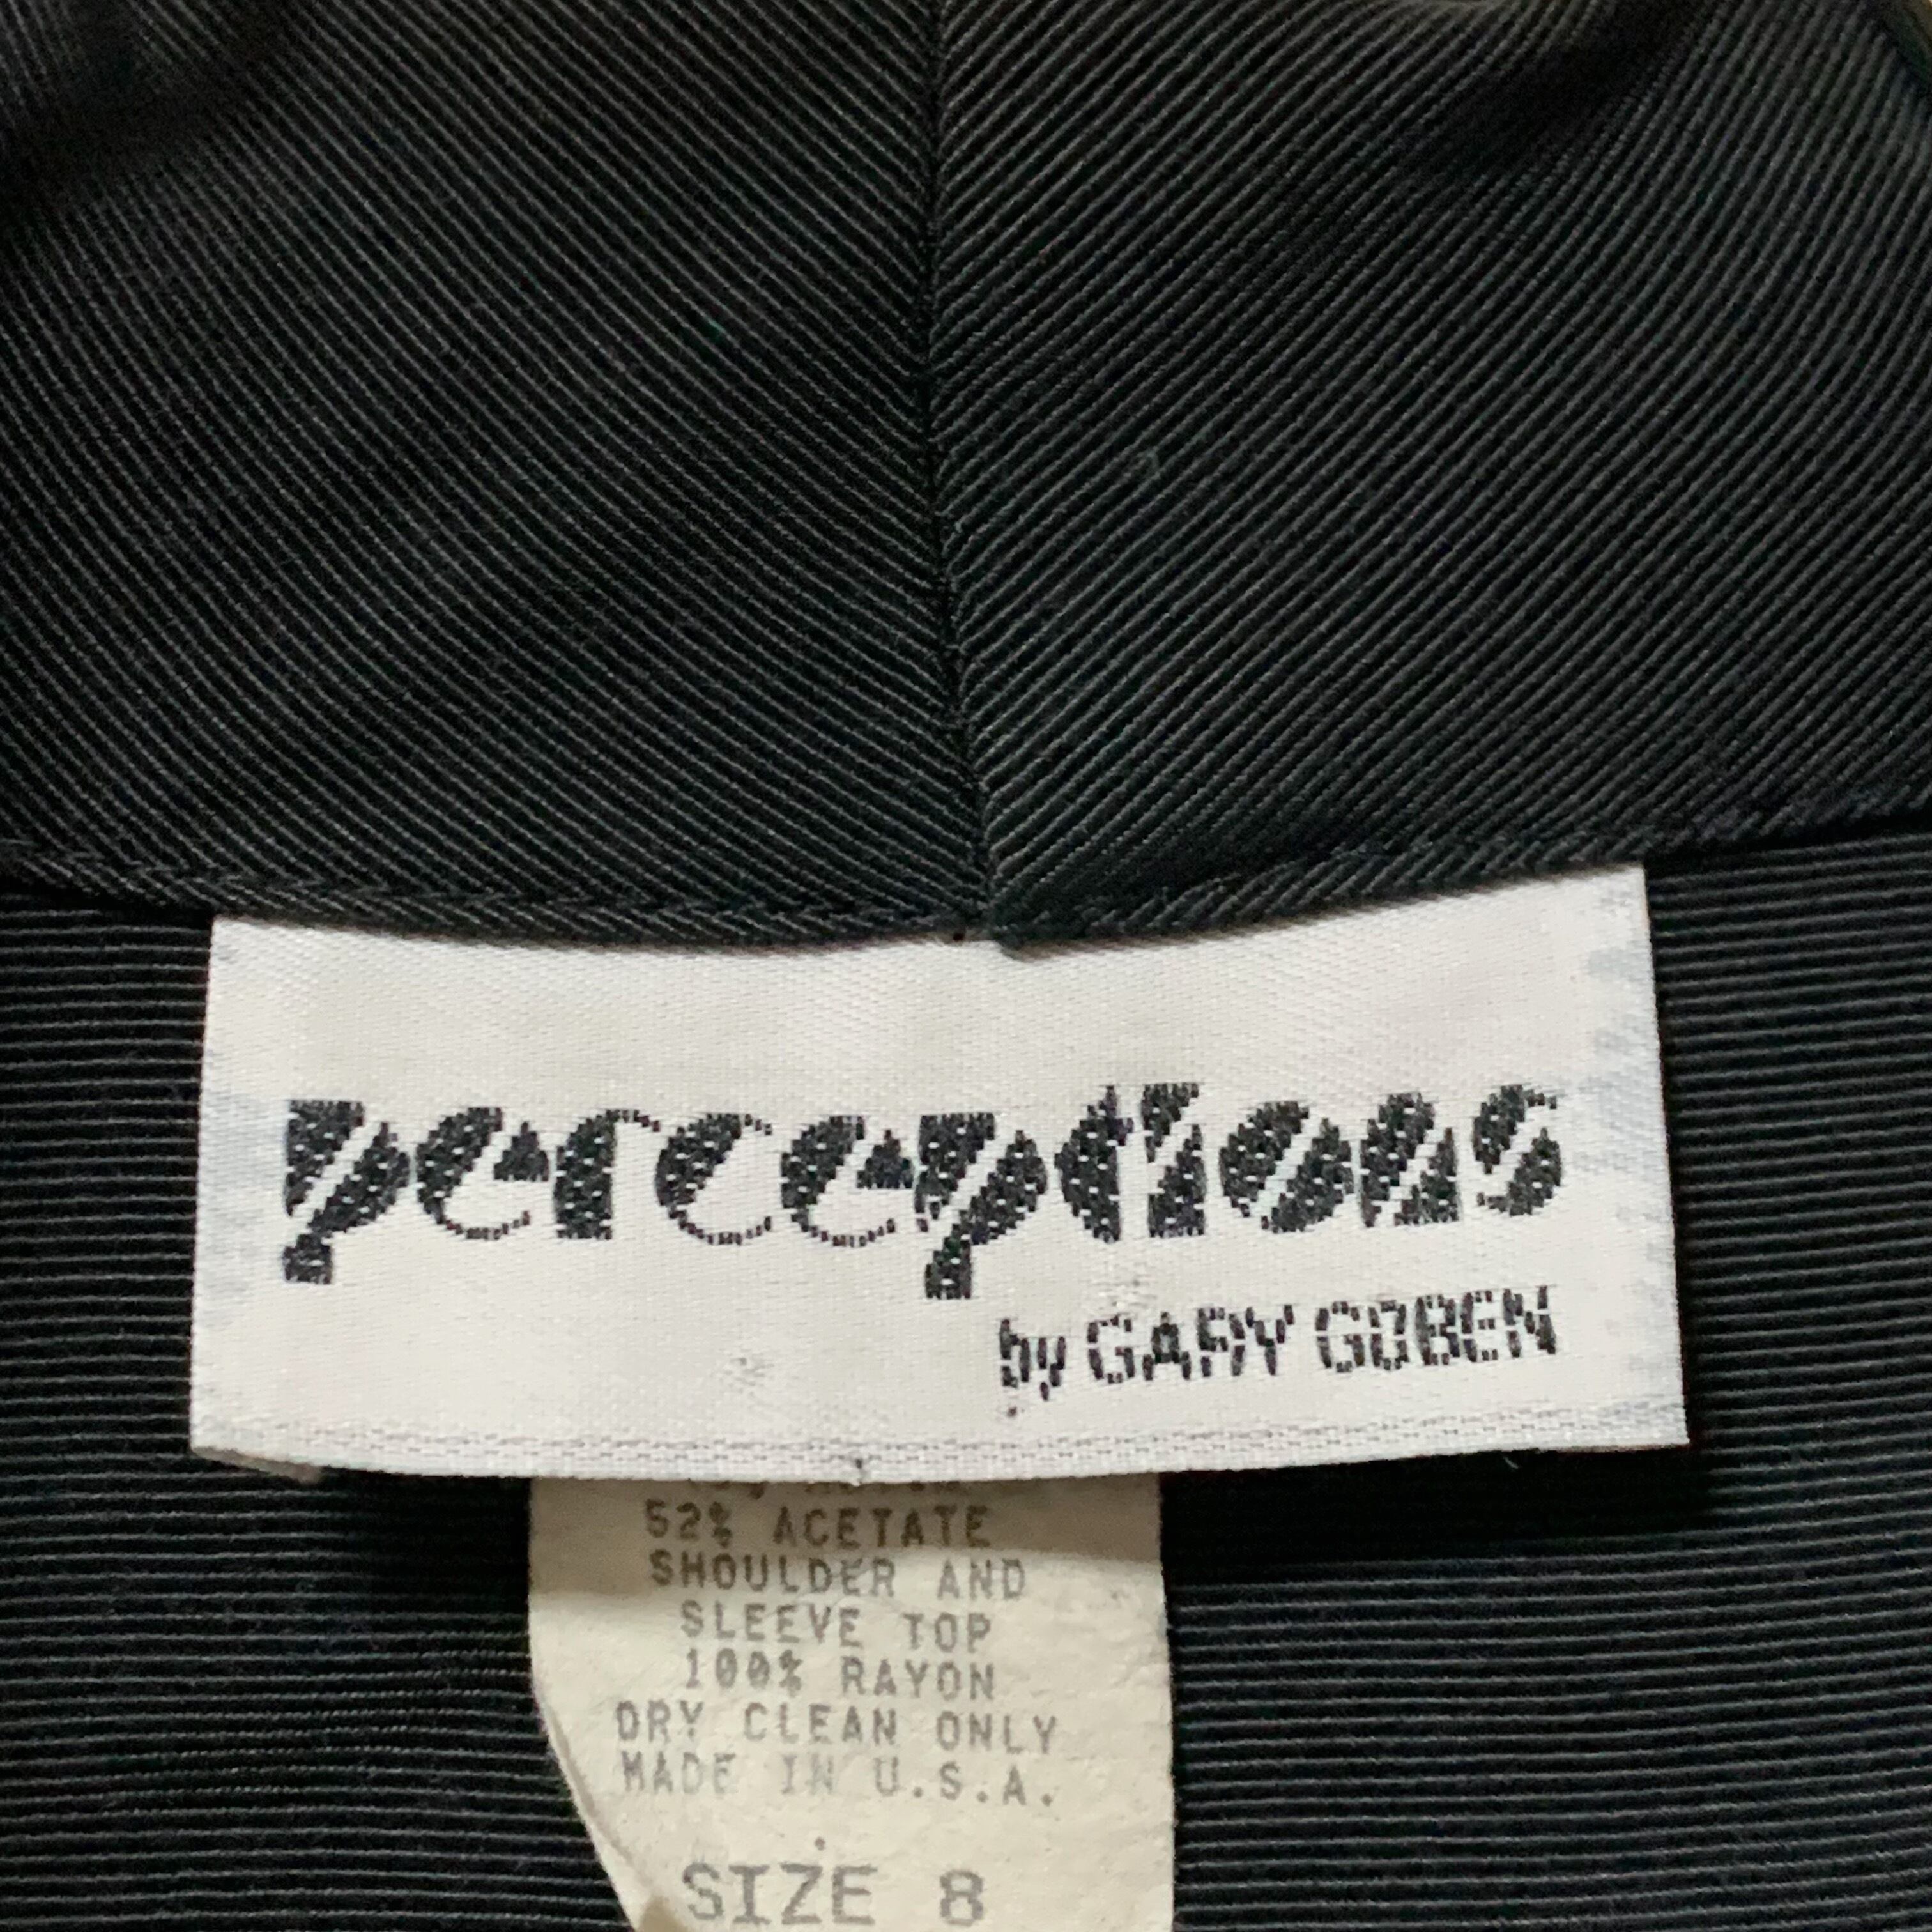 perceptions
by GARY GOBEN
52% ACETATE
SHOULDER AND
SLEEVE TOP
100% RAYON
DRY CLEAN ONLY
MADE IN U.S.A.
SIZE 8